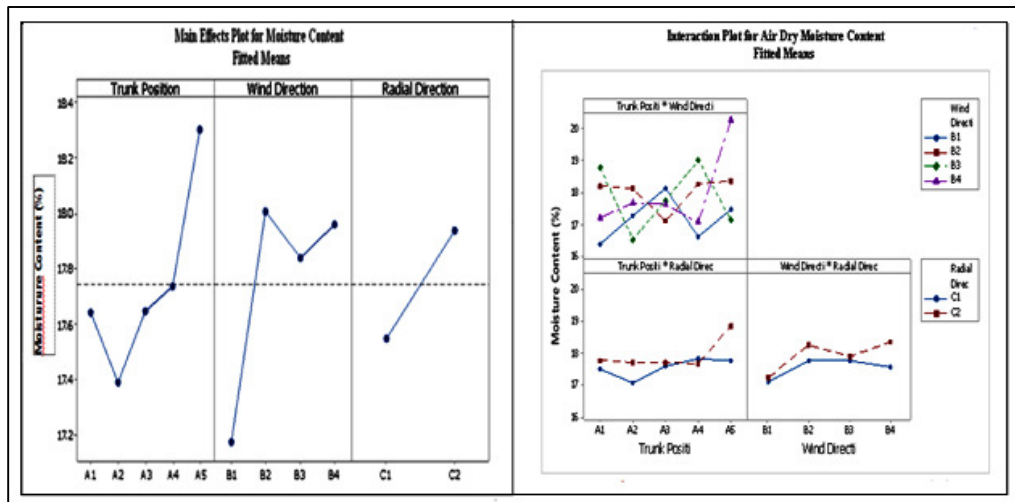 Main Effects Plot for Moisture Content
Fitted Means
Trunk Position Wind Direction Radial Direction
18.4
18.2
18.0
17.8
17.6
17.4
17.2
Moisturure Content (%)
A1 A2 A3 A4 A5 B1 B2 B3 B4 C1 C2
Interaction Plot for Air Dry Moisture Content
Fitted Means
Trunk Positi * Wind Directi
20
19
18
17
16
Wind
Directi
B1
B2
B3
B4
Moisture Content (%)
Trunk Positi * Radial Direc Wind Directi * Radial Direc
20
19
18
17
16
Radial
Direc
C1
C2
A1 A2 A3 A4 A5 B1 B2 B3 B4
Trunk Positi Wind Directi